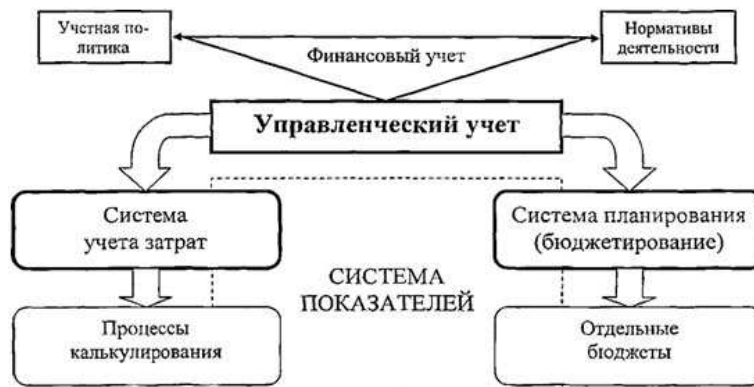 Учетная по-
литика
Финансовый учет
Нормативы
деятельности
Управленческий учет
Система
учета затрат
Система планирования
(бюджетирование)
СИСТЕМА
ПОКАЗАТЕЛЕЙ
Процессы
калькулирования
Отдельные
бюджеты